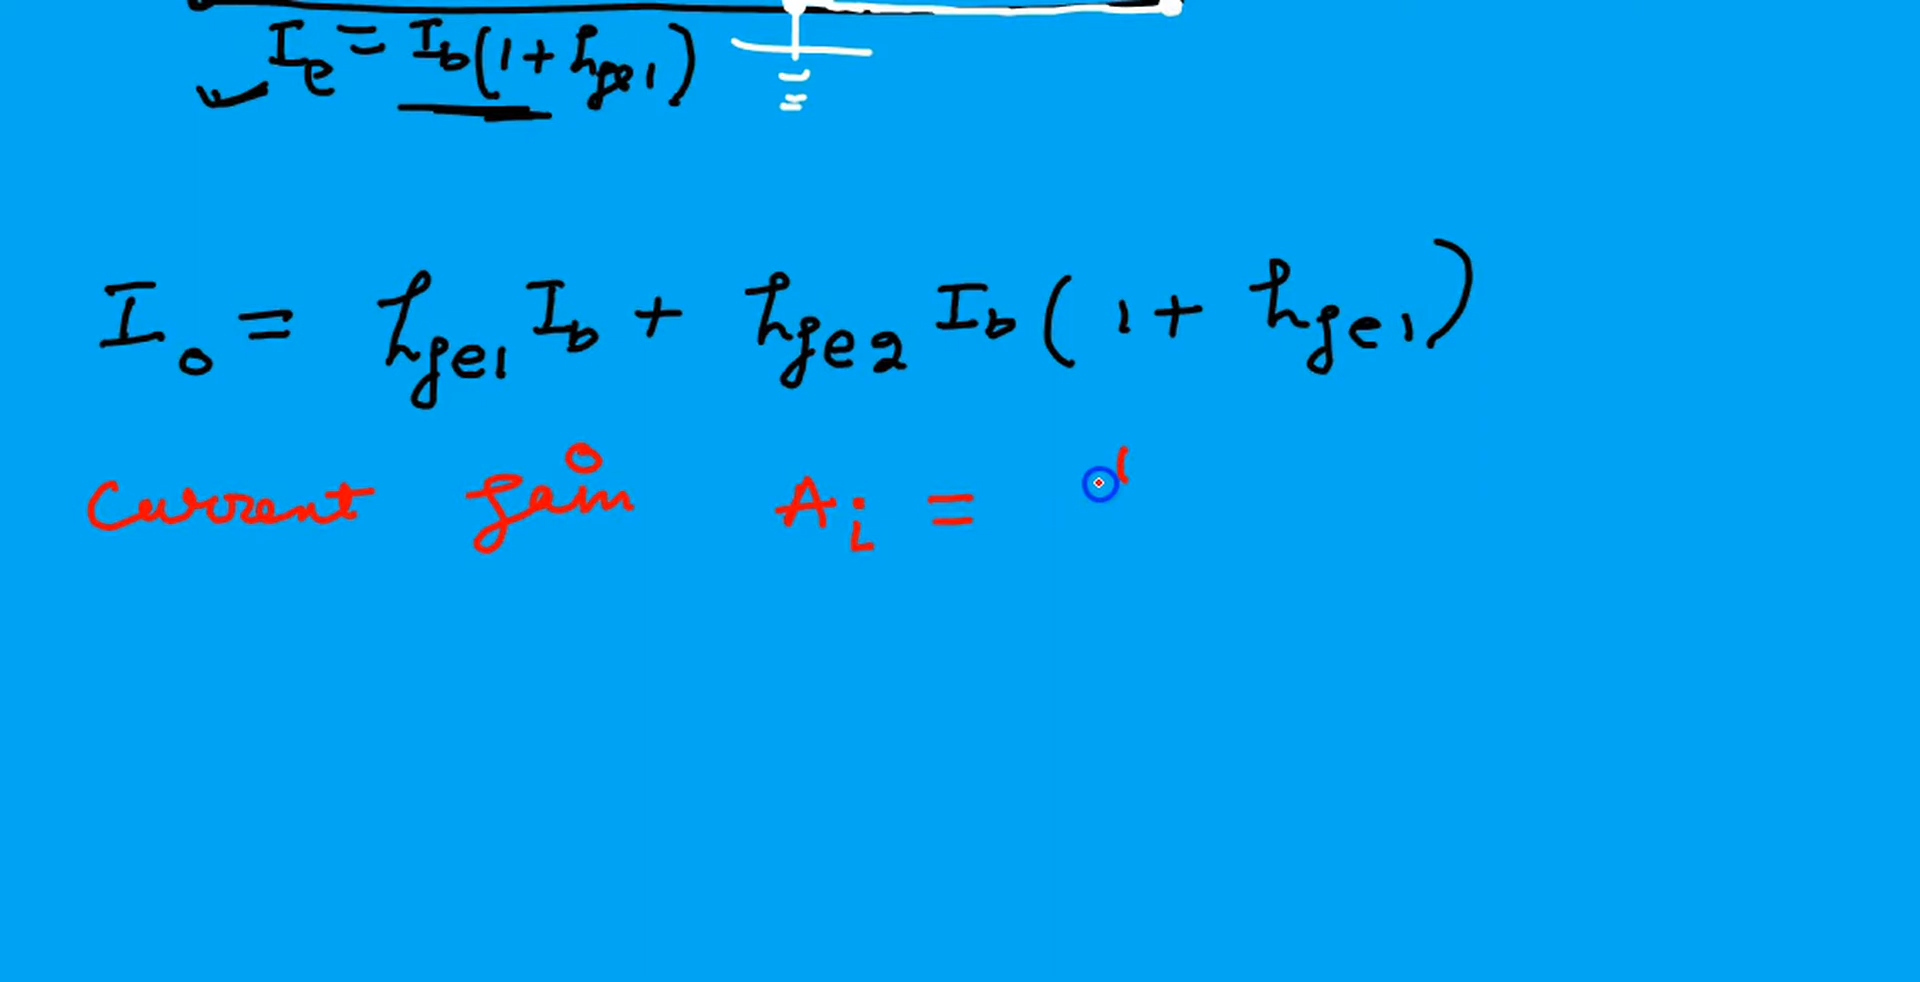 Ie = Ib(1 + hfe1)
Io = hfe1 Ib + hfe2 Ib (1 + hfe1)
Current gain Ai =